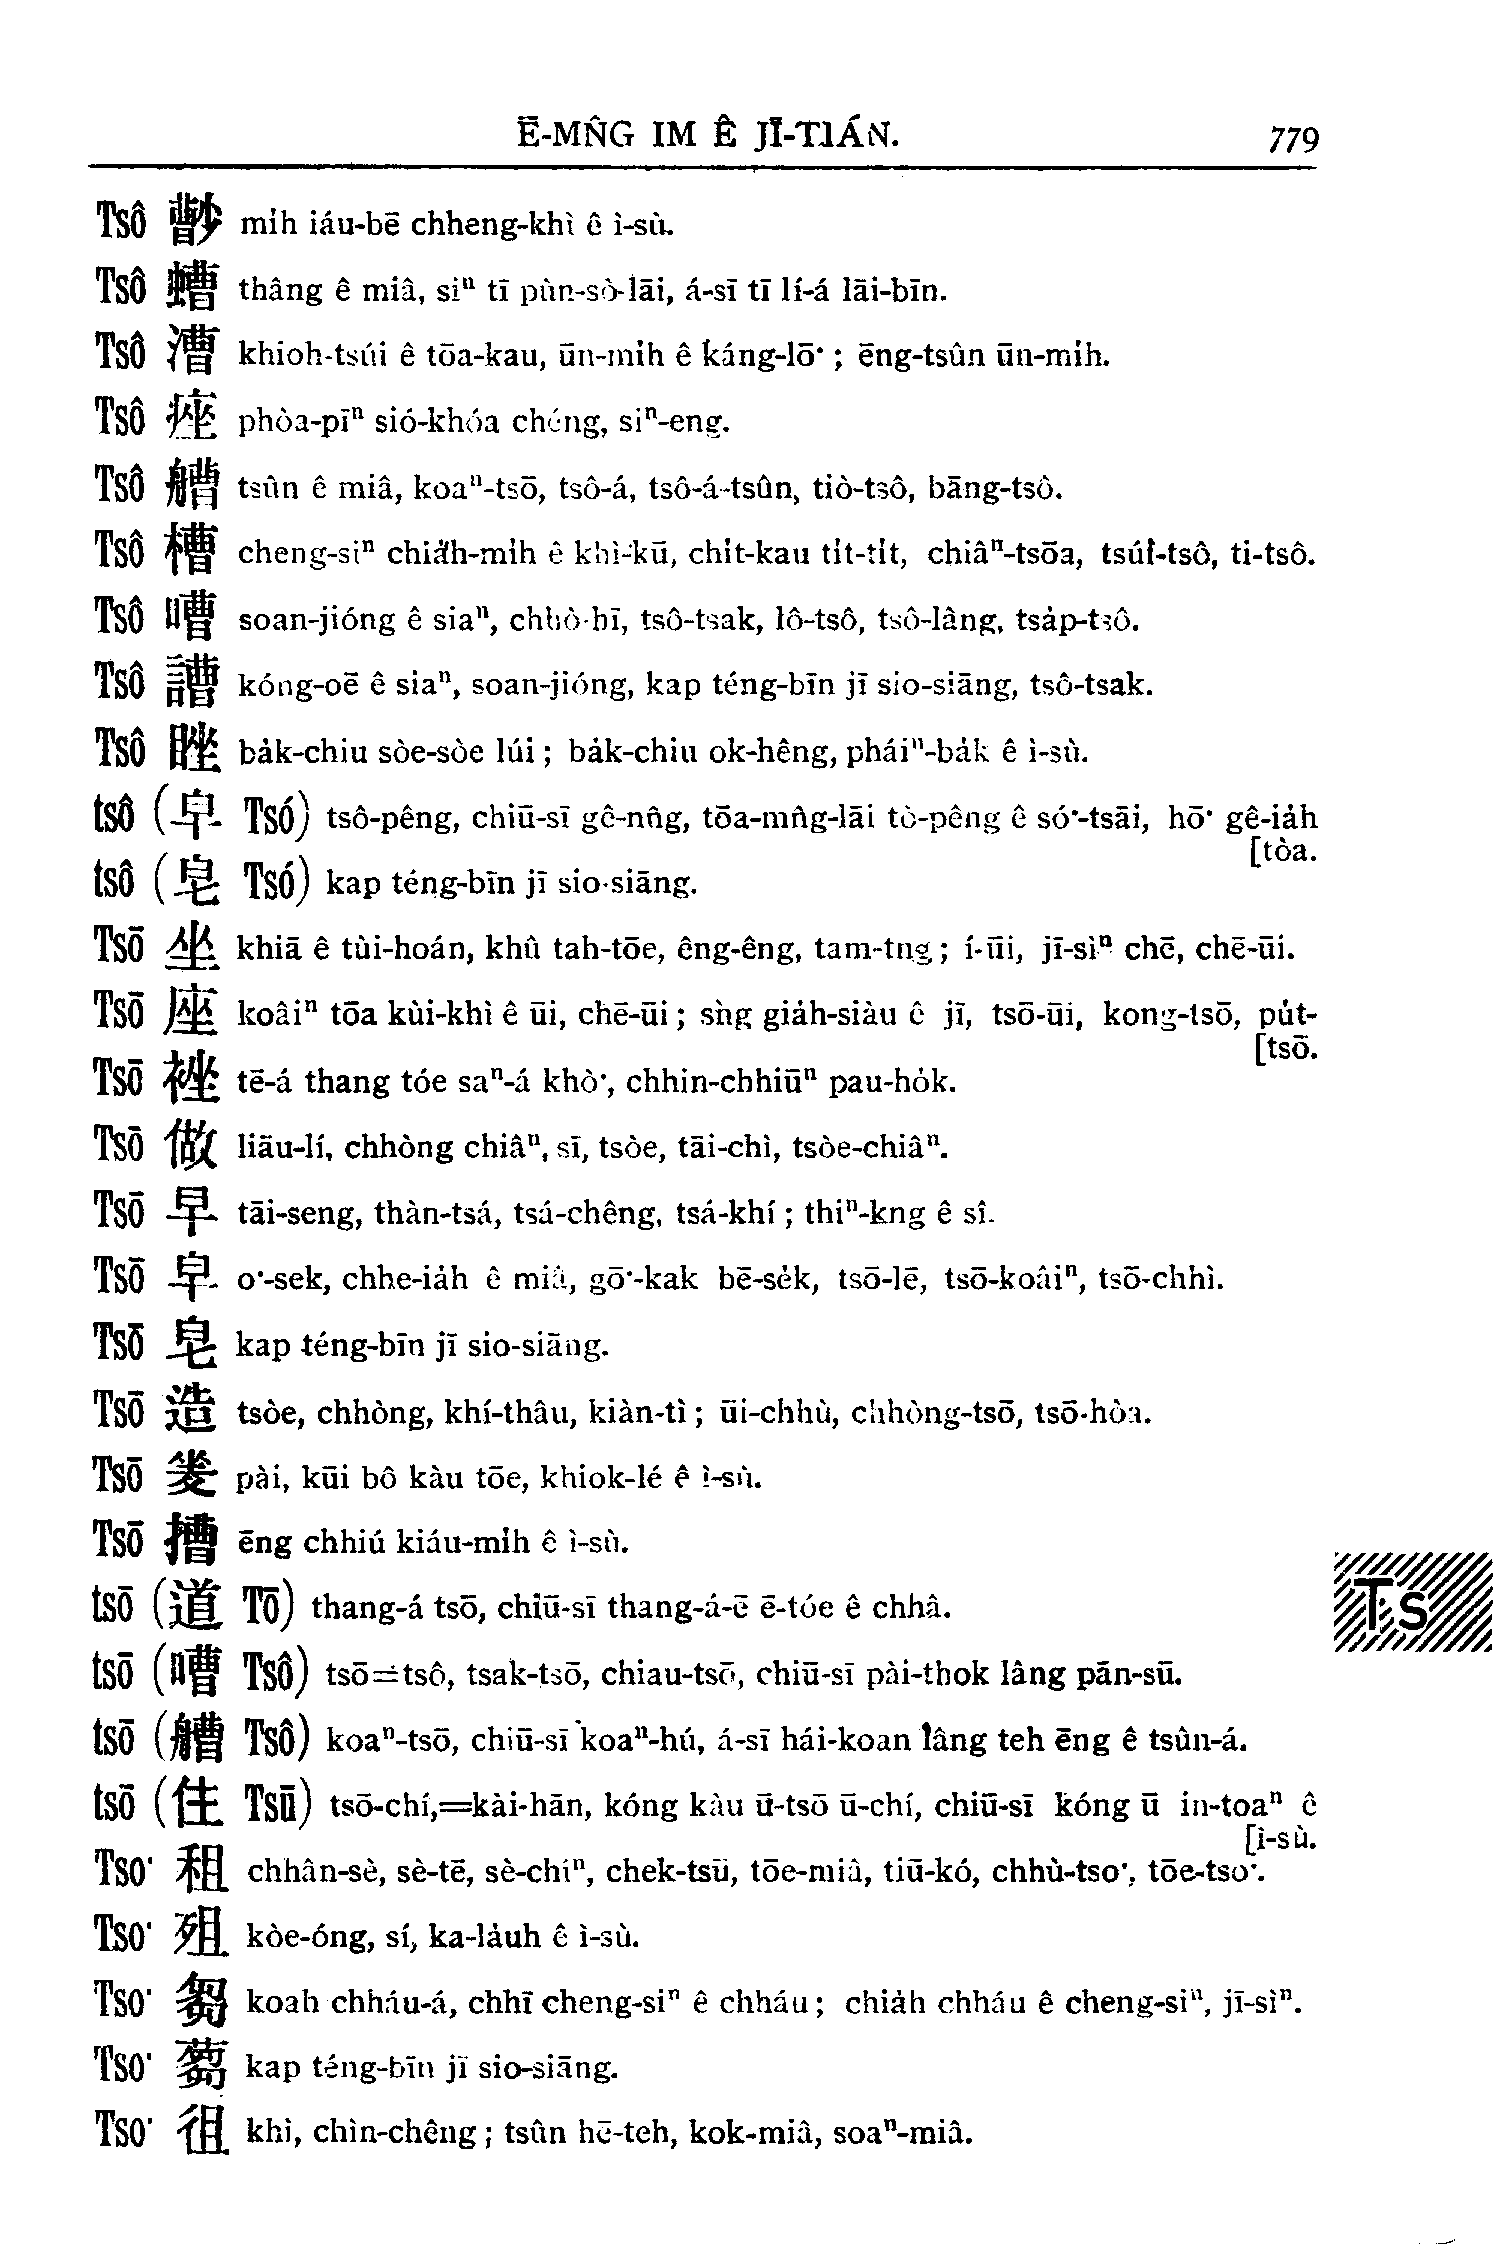 Ē-MN̂G IM Ê JĪ-TIÁN. 779
Tsô mi̍h iáu-bē chheng-khì ê ì-sù.
Tsô 螬 thâng ê miâ, siⁿ tī pùn-sò-lāi, á-sī tī lí-á lāi-bīn.
Tsô 漕 khioh-tsúi ê tōa-kau, ūn-mi̍h ê káng-lō͘ ; ēng-tsûn ūn-mi̍h.
Tsô 痤 phòa-pīⁿ sió-khóa chéng, siⁿ-eng.
Tsô 艚 tsûn ê miâ, koaⁿ-tsō, tsô-á, tsô-á-tsûn, tiò-tsô, bāng-tsô.
Tsô 槽 cheng-siⁿ chia̍h-mi̍h ê khì-kū, chi̍t-kau ti̍t-ti̍t, chiâⁿ-tsōa, tsúi-tsô, ti-tsô.
Tsô 嘈 soan-jióng ê siaⁿ, chhò-hī, tsô-tsak, lô-tsô, tsô-lâng, tsa̍p-tsô.
Tsô 譜 kóng-oē ê siaⁿ, soan-jióng, kap téng-bīn jī sio-siāng, tsô-tsak.
Tsô 睉 ba̍k-chiu sòe-sòe lúi ; ba̍k-chiu ok-hêng, pháiⁿ-ba̍k ê ì-sù.
tsô (皁 Tsó) tsô-pêng, chiū-sī gê-nn̂g, tōa-mn̂g-lāi tò-pêng ê só͘-tsāi, hō͘ gê-ia̍h
[tòa.
tsô (皂 Tsó) kap téng-bīn jī sio-siāng.
Tsō 坐 khiā ê tùi-hoán, khû tah-tōe, êng-êng, tam-tng ; í-ūi, jī-sìⁿ chē, chē-ūi.
Tsō 座 koâiⁿ tōa kùi-khì ê ūi, chē-ūi ; sǹg gia̍h-siàu ê jī, tsō-ūi, kong-tsō, pu̍t-
[tsō.
Tsō 袳 tē-á thang tóe saⁿ-á khò͘, chhin-chhiūⁿ pau-ho̍k.
Tsō 做 liāu-lí, chhòng chiâⁿ, sī, tsòe, tāi-chì, tsòe-chiâⁿ.
Tsō 早 tāi-seng, thàn-tsá, tsá-chêng, tsá-khí ; thiⁿ-kng ê sî.
Tsō 皁 o͘-sek, chhe-ia̍h ê miâ, gō͘-kak bē-se̍k, tsō-lē, tsō-koâiⁿ, tsō-chhì.
Tsō 皂 kap téng-bīn jī sio-siāng.
Tsō 造 tsòe, chhòng, khí-thâu, kiàn-tì ; ūi-chhù, chhòng-tsō, tsō-hòa.
Tsō pài, kūi bô kàu tōe, khiok-lé ê ì-sù.
Tsō 摺 ēng chhiú kiáu-mi̍h ê ì-sù.
tsō (道 Tō) thang-á tsō, chiū-sī thang-á-ē ē-tóe ê chhâ.
tsō (嘈 Tsô) tsō=tsô, tsak-tsō, chiau-tsō, chiū-sī pài-thok lâng pān-sū.
tsō (艚 Tsô) koaⁿ-tsō, chiū-sī koaⁿ-hú, á-sī hái-koan lâng teh ēng ê tsûn-á.
tsō (住 Tsū) tsō-chí,=kài-hān, kóng kàu ū-tsō ū-chí, chiū-sī kóng ū in-toaⁿ ê
[ì-sù.
Tso͘ 租 chhân-sè, sè-tē, sè-chíⁿ, chek-tsū, tōe-miâ, tiū-kó, chhù-tso͘, tōe-tso͘.
Tso͘ 殂 kòe-óng, sí, ka-la̍uh ê ì-sù.
Tso͘ 芻 koah chháu-á, chhī cheng-siⁿ ê chháu ; chia̍h chháu ê cheng-siⁿ, jī-sìⁿ.
Tso͘ 蒭 kap téng-bīn jī sio-siāng.
Tso͘ 徂 khì, chìn-chêng ; tsûn hē-teh, kok-miâ, soaⁿ-miâ.
Ts